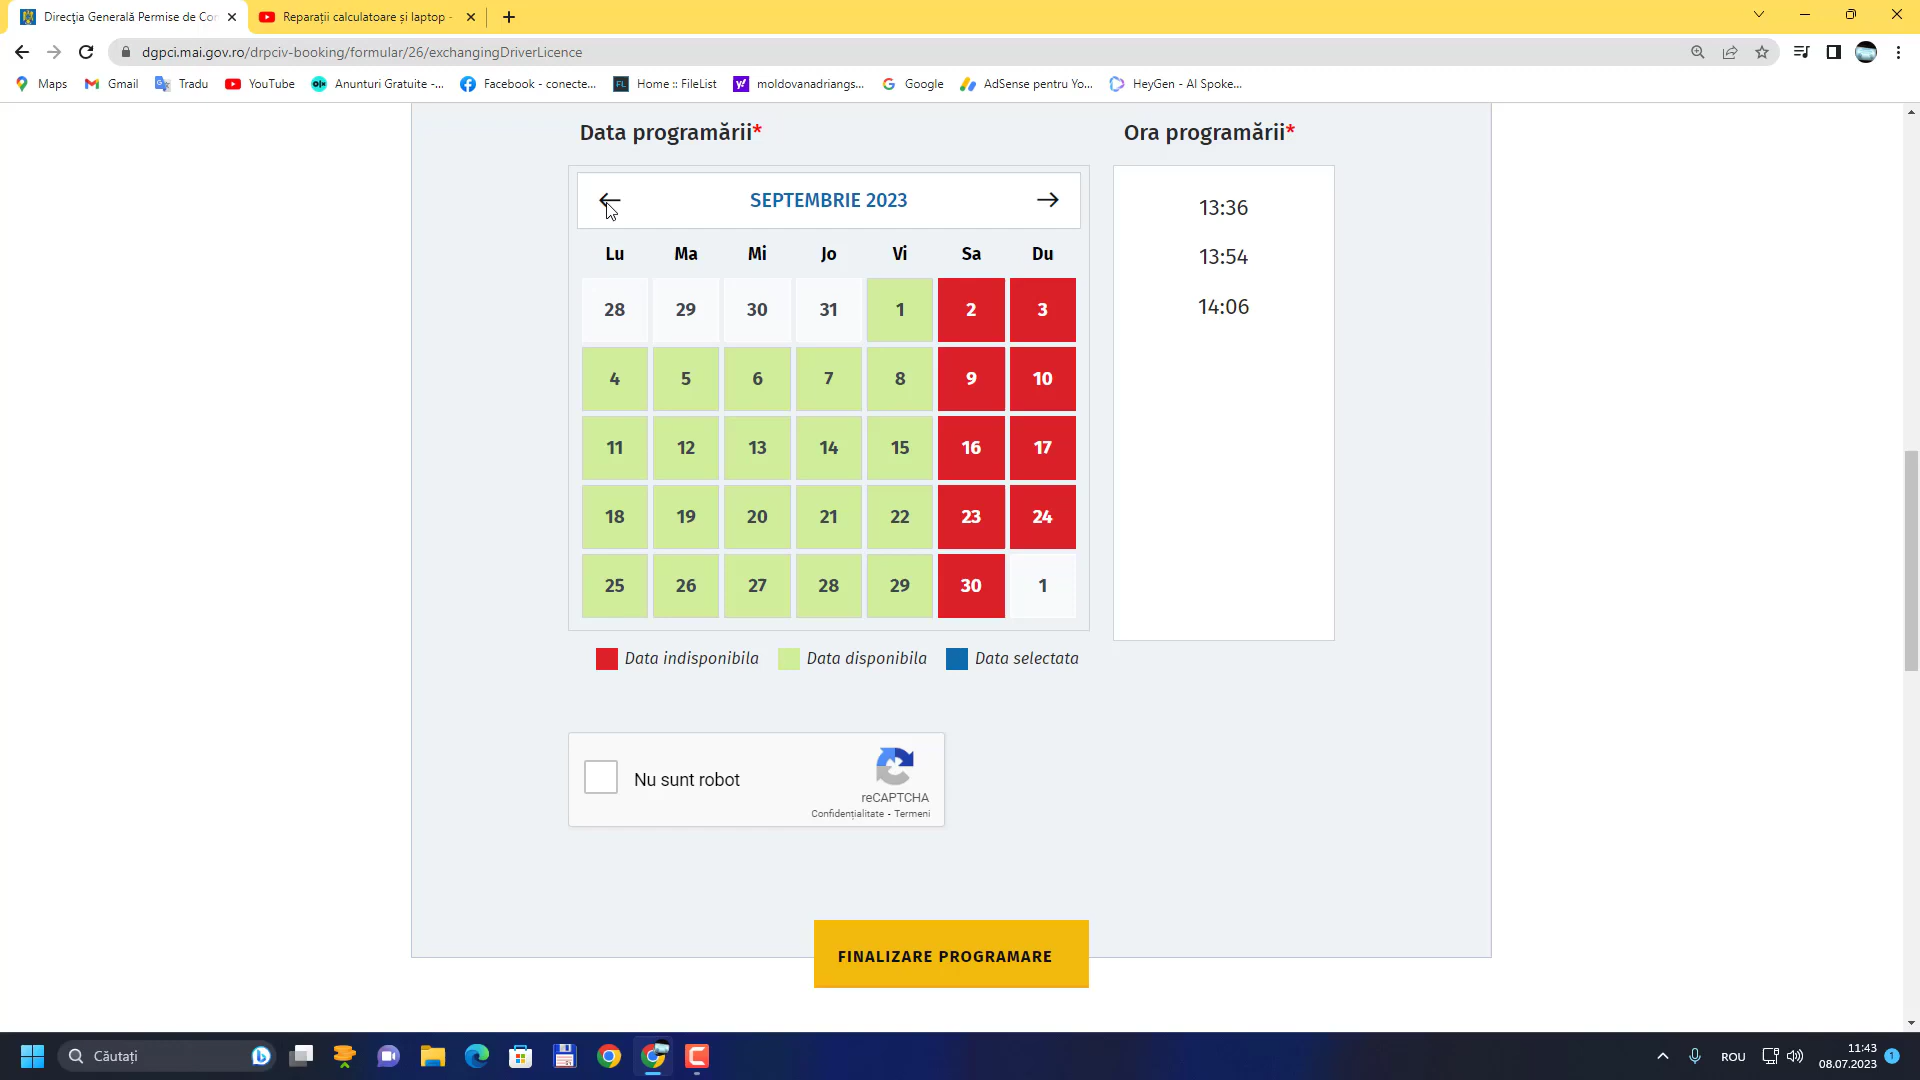 Direcția Generală Permise de Cor
Reparații calculatoare și laptop -
dgpci.mai.gov.ro/drpciv-booking/formular/26/exchangingDriverLicence
Maps
Gmail
Tradu
YouTube
Anunturi Gratuite -...
Facebook - conecte...
Home :: FileList
moldovanadriangs...
Google
AdSense pentru Yo...
HeyGen - AI Spoke...
Data programării*
Ora programării*
SEPTEMBRIE 2023
Lu Ma Mi Jo Vi Sa Du
28 29 30 31 1 2 3
4 5 6 7 8 9 10
11 12 13 14 15 16 17
18 19 20 21 22 23 24
25 26 27 28 29 30 1
13:36
13:54
14:06
Data indisponibila
Data disponibila
Data selectata
Nu sunt robot
reCAPTCHA
Confidențialitate - Termeni
FINALIZARE PROGRAMARE
Căutați
ROU
11:43
08.07.2023
1